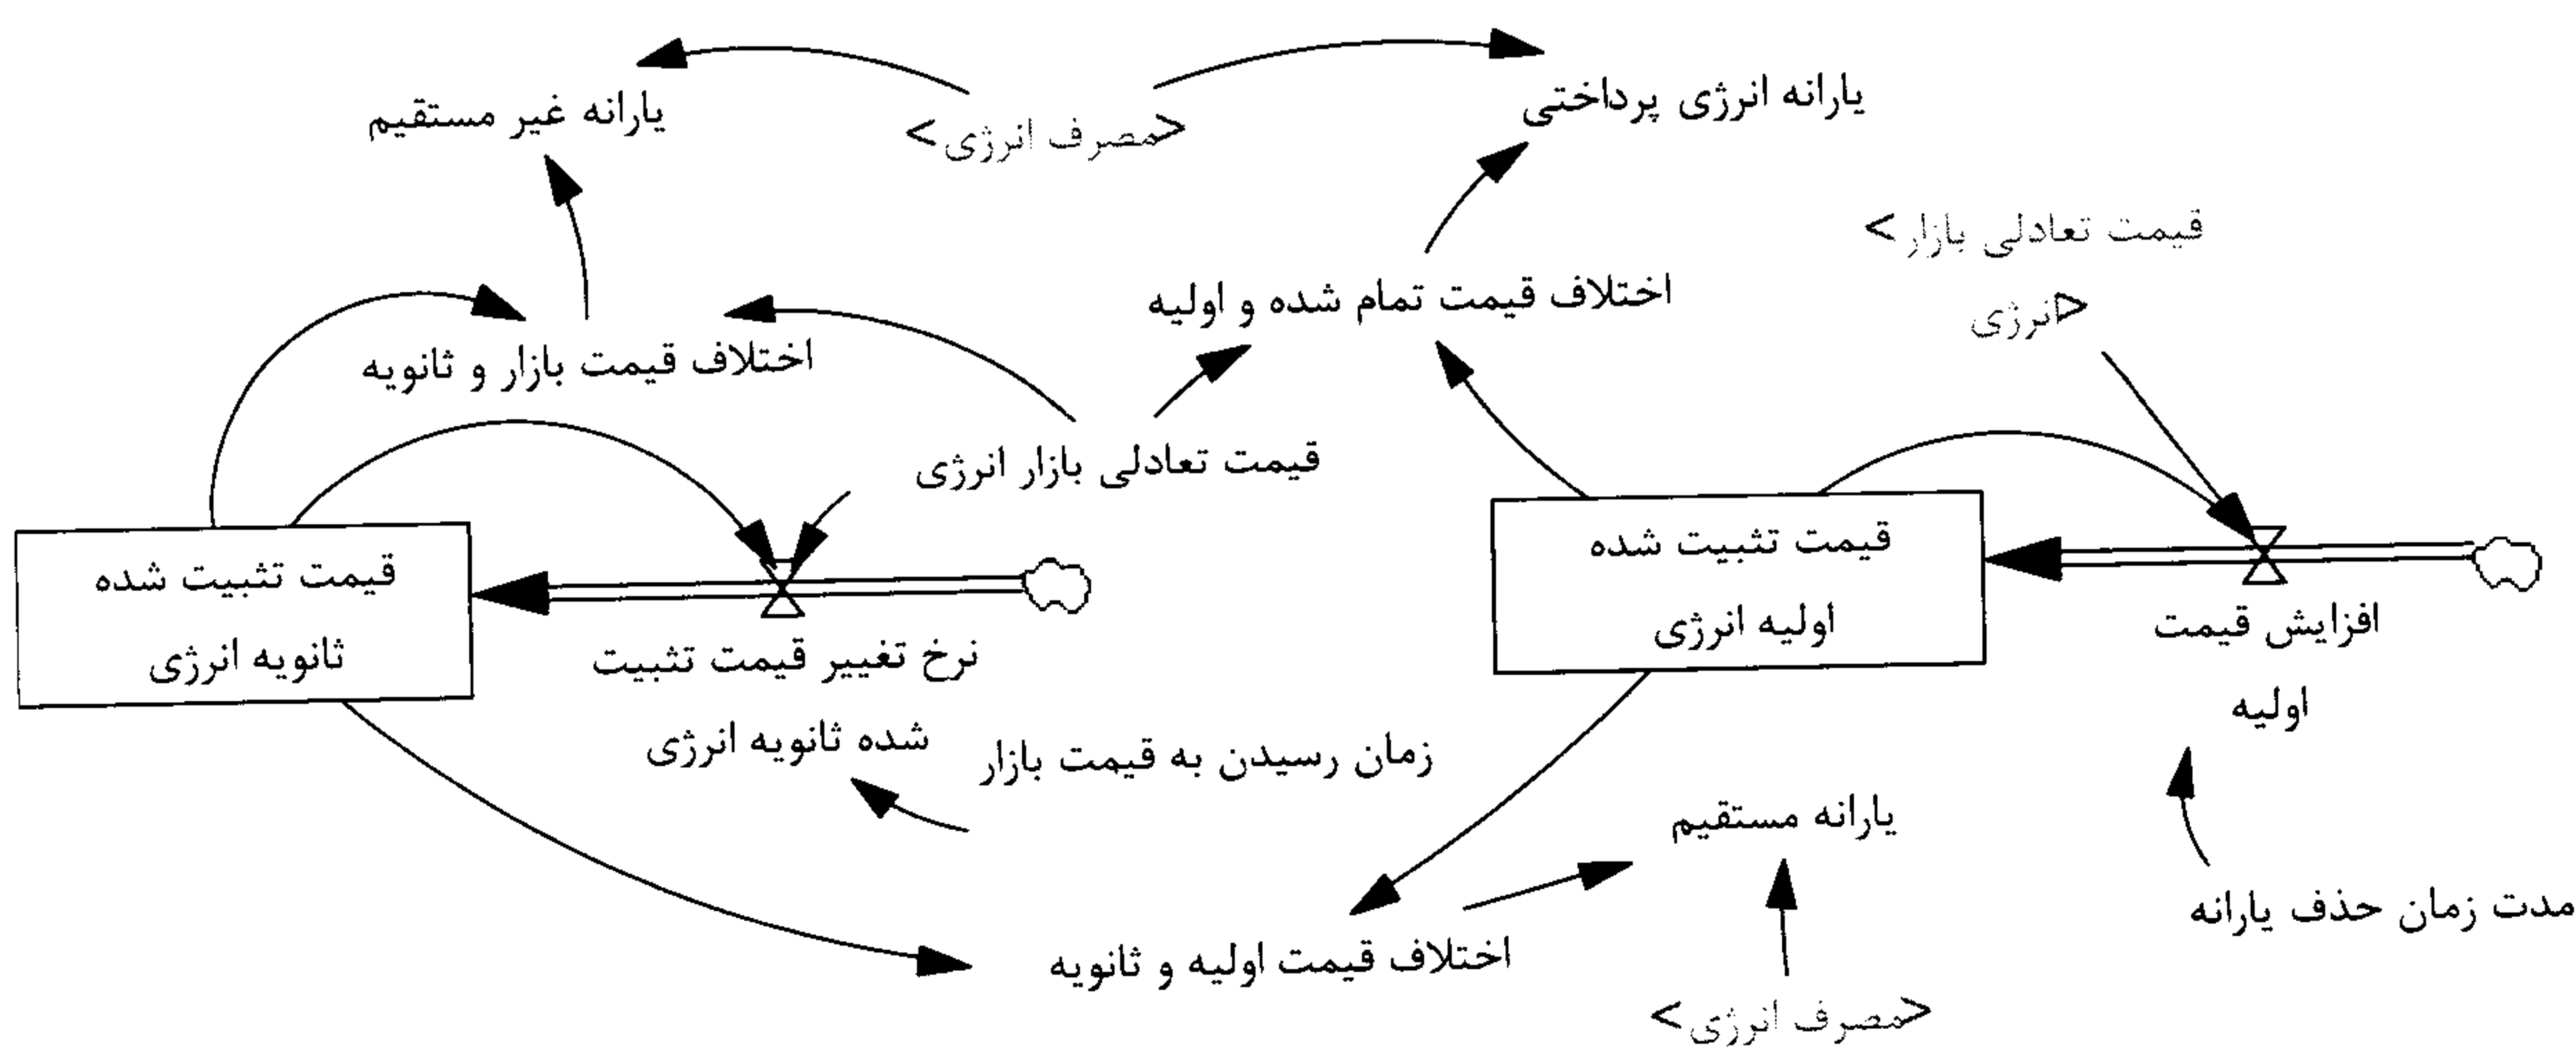 یارانه انرژی پرداختی
<مصرف انرژی>
یارانه غیر مستقیم
قیمت تعادلی بازار>
<انرژی
اختلاف قیمت تمام شده و اولیه
اختلاف قیمت بازار و ثانویه
قیمت تعادلی بازار انرژی
قیمت تثبیت شده
اولیه انرژی
افزایش قیمت
اولیه
قیمت تثبیت شده
ثانویه انرژی
نرخ تغییر قیمت تثبیت
شده ثانویه انرژی
زمان رسیدن به قیمت بازار
یارانه مستقیم
مدت زمان حذف یارانه
اختلاف قیمت اولیه و ثانویه
<مصرف انرژی>